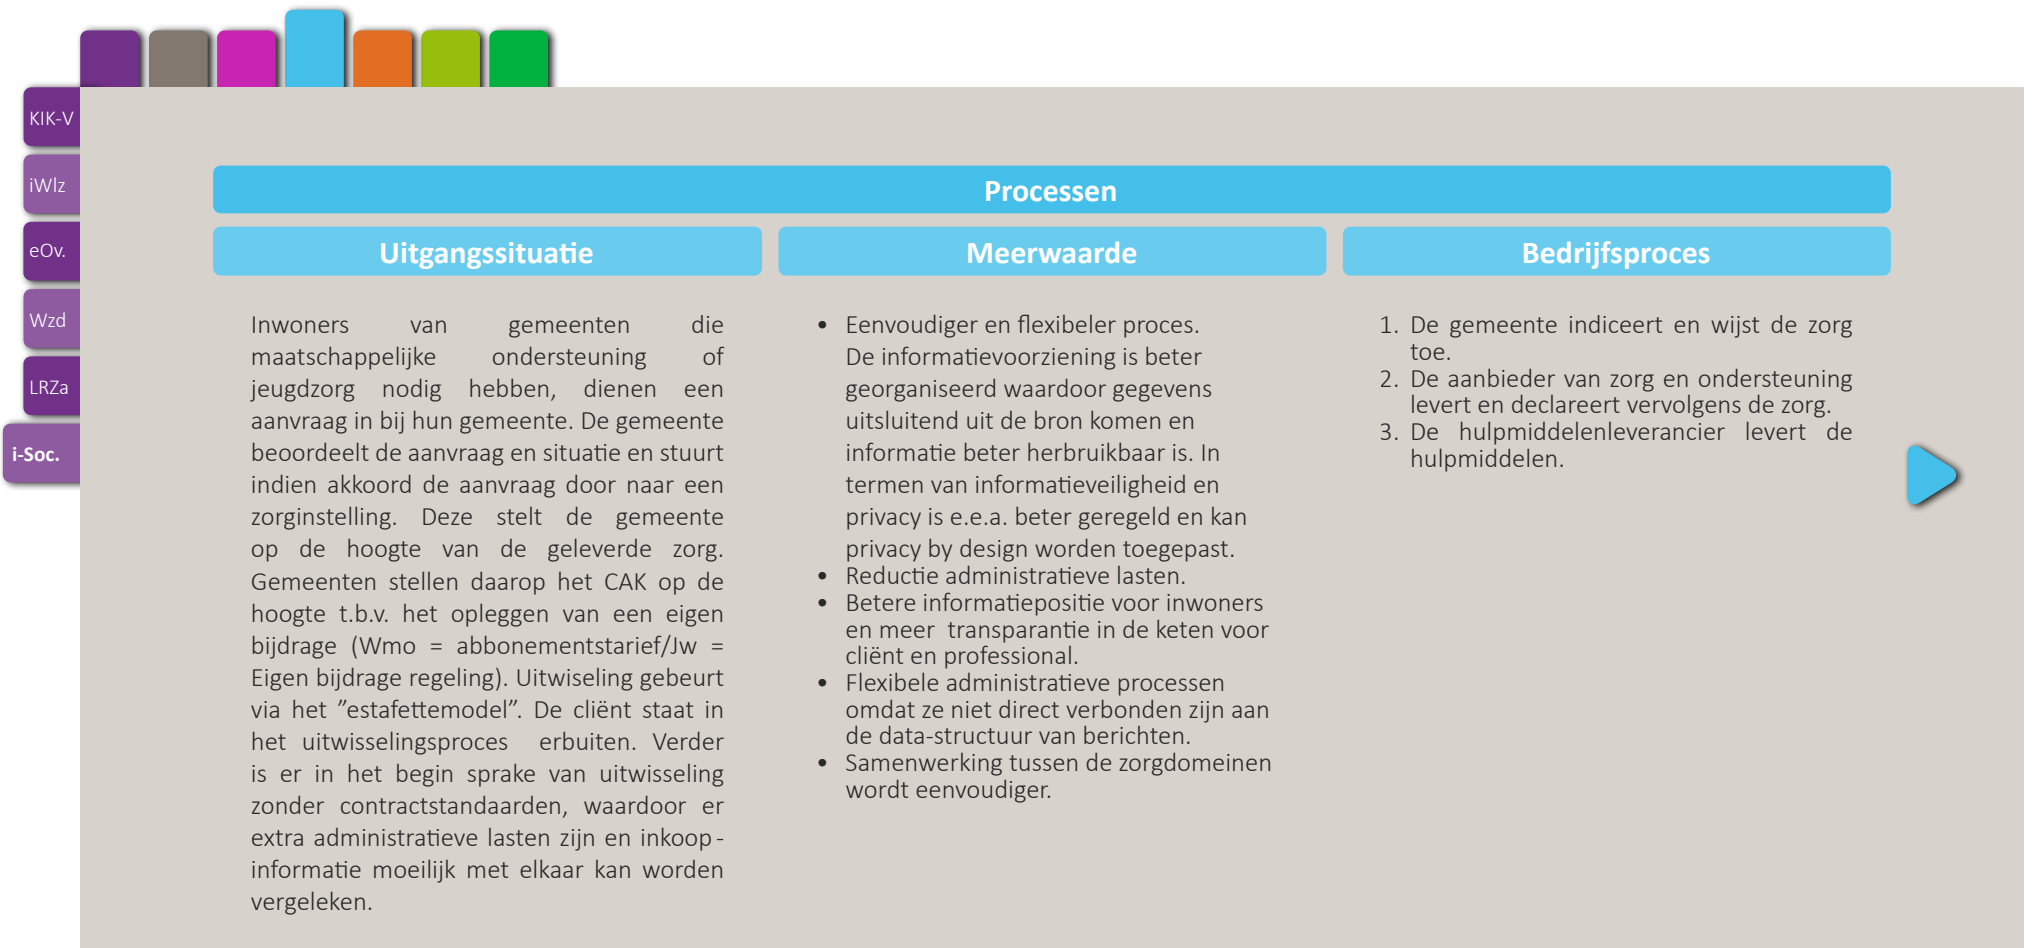 KIK-V
iWlz
eOv.
Wzd
LRZa
i-Soc.
Processen
Uitgangssituatie
Inwoners van gemeenten die
maatschappelijke ondersteuning of
jeugdzorg nodig hebben, dienen een
aanvraag in bij hun gemeente. De gemeente
beoordeelt de aanvraag en situatie en stuurt
indien akkoord de aanvraag door naar een
zorginstelling. Deze stelt de gemeente
op de hoogte van de geleverde zorg.
Gemeenten stellen daarop het CAK op de
hoogte t.b.v. het opleggen van een eigen
bijdrage (Wmo = abbonementstarief/Jw =
Eigen bijdrage regeling). Uitwiseling gebeurt
via het ”estafettemodel”. De cliënt staat in
het uitwisselingsproces erbuiten. Verder
is er in het begin sprake van uitwisseling
zonder contractstandaarden, waardoor er
extra administratieve lasten zijn en inkoop-
informatie moeilijk met elkaar kan worden
vergeleken.
Meerwaarde
• Eenvoudiger en flexibeler proces.
De informatievoorziening is beter
georganiseerd waardoor gegevens
uitsluitend uit de bron komen en
informatie beter herbruikbaar is. In
termen van informatieveiligheid en
privacy is e.e.a. beter geregeld en kan
privacy by design worden toegepast.
• Reductie administratieve lasten.
• Betere informatiepositie voor inwoners
en meer transparantie in de keten voor
cliënt en professional.
• Flexibele administratieve processen
omdat ze niet direct verbonden zijn aan
de data-structuur van berichten.
• Samenwerking tussen de zorgdomeinen
wordt eenvoudiger.
Bedrijfsproces
1. De gemeente indiceert en wijst de zorg
toe.
2. De aanbieder van zorg en ondersteuning
levert en declareert vervolgens de zorg.
3. De hulpmiddelenleverancier levert de
hulpmiddelen.